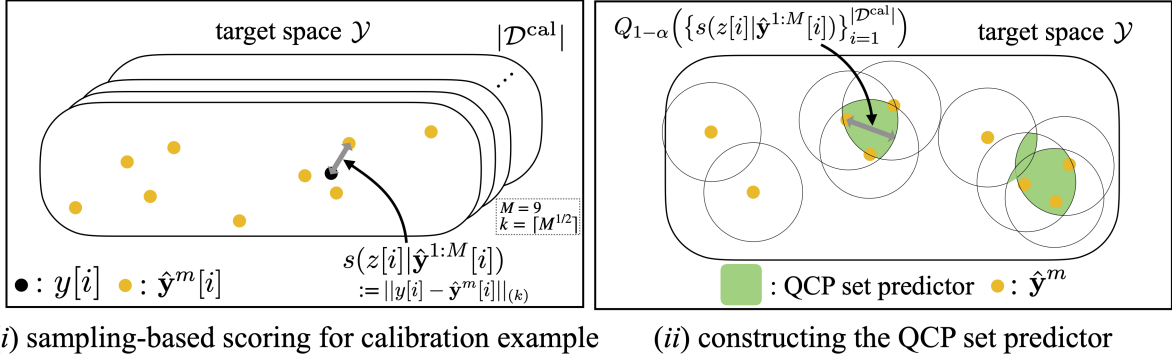 target space 𝒴
|𝒟ᶜᵃˡ|
⋰
M = 9
k = ⌈M^{1/2}⌉
s(z[i]|ŷ^{1:M}[i])
:= ||y[i] − ŷ^m[i]||_{(k)}
: y[i] : ŷ^m[i]
i) sampling-based scoring for calibration example
Q_{1−α}({s(z[i]|ŷ^{1:M}[i])}_{i=1}^{|𝒟^{cal}|})
target space 𝒴
: QCP set predictor : ŷ^m
(ii) constructing the QCP set predictor